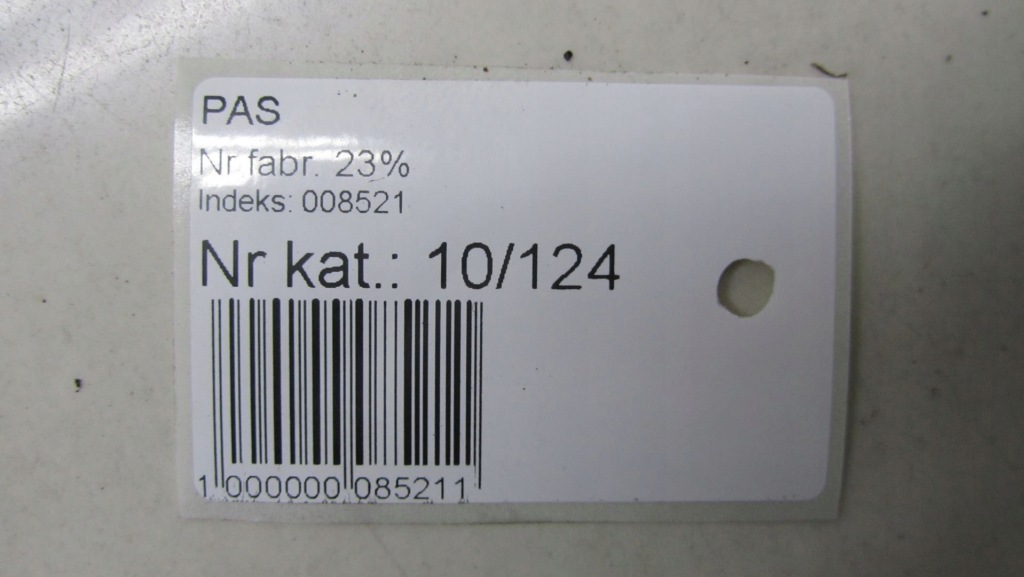 PAS
Nr fabr. 23%
Indeks: 008521
Nr kat.: 10/124
1 000000 085211